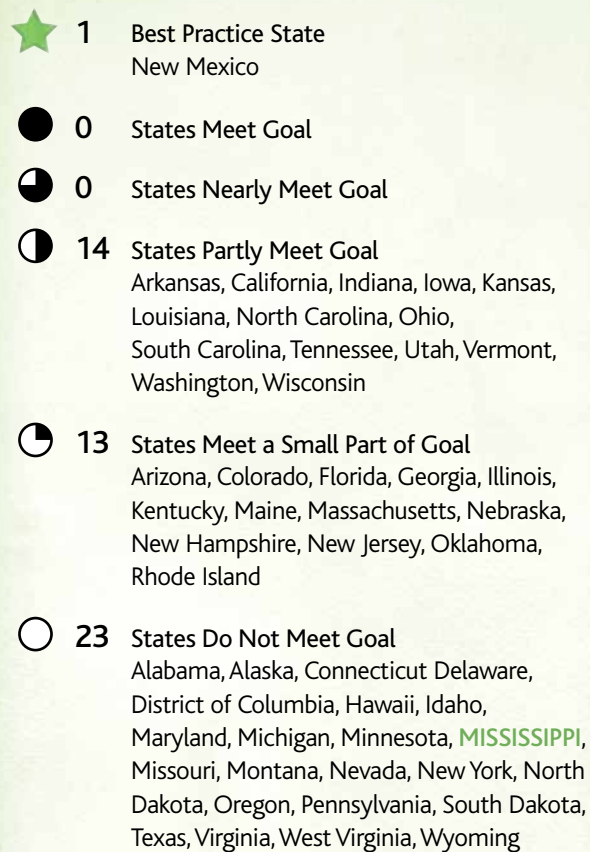 1 Best Practice State
New Mexico
0 States Meet Goal
0 States Nearly Meet Goal
14 States Partly Meet Goal
Arkansas, California, Indiana, Iowa, Kansas,
Louisiana, North Carolina, Ohio,
South Carolina, Tennessee, Utah, Vermont,
Washington, Wisconsin
13 States Meet a Small Part of Goal
Arizona, Colorado, Florida, Georgia, Illinois,
Kentucky, Maine, Massachusetts, Nebraska,
New Hampshire, New Jersey, Oklahoma,
Rhode Island
23 States Do Not Meet Goal
Alabama, Alaska, Connecticut Delaware,
District of Columbia, Hawaii, Idaho,
Maryland, Michigan, Minnesota, MISSISSIPPI,
Missouri, Montana, Nevada, New York, North
Dakota, Oregon, Pennsylvania, South Dakota,
Texas, Virginia, West Virginia, Wyoming